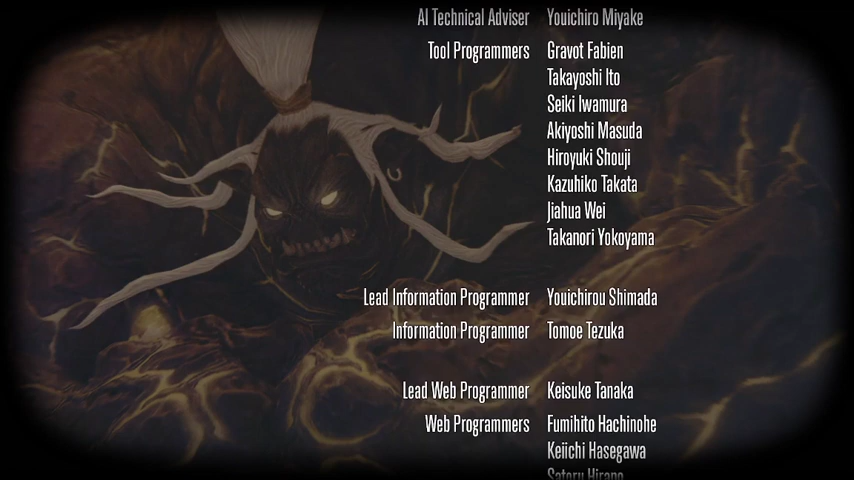 AI Technical Adviser Youichiro Miyake
Tool Programmers Gravot Fabien
Takayoshi Ito
Seiki Iwamura
Akiyoshi Masuda
Hiroyuki Shouji
Kazuhiko Takata
Jiahua Wei
Takanori Yokoyama
Lead Information Programmer Youichirou Shimada
Information Programmer Tomoe Tezuka
Lead Web Programmer Keisuke Tanaka
Web Programmers Fumihito Hachinohe
Keiichi Hasegawa
Satoru Hirano